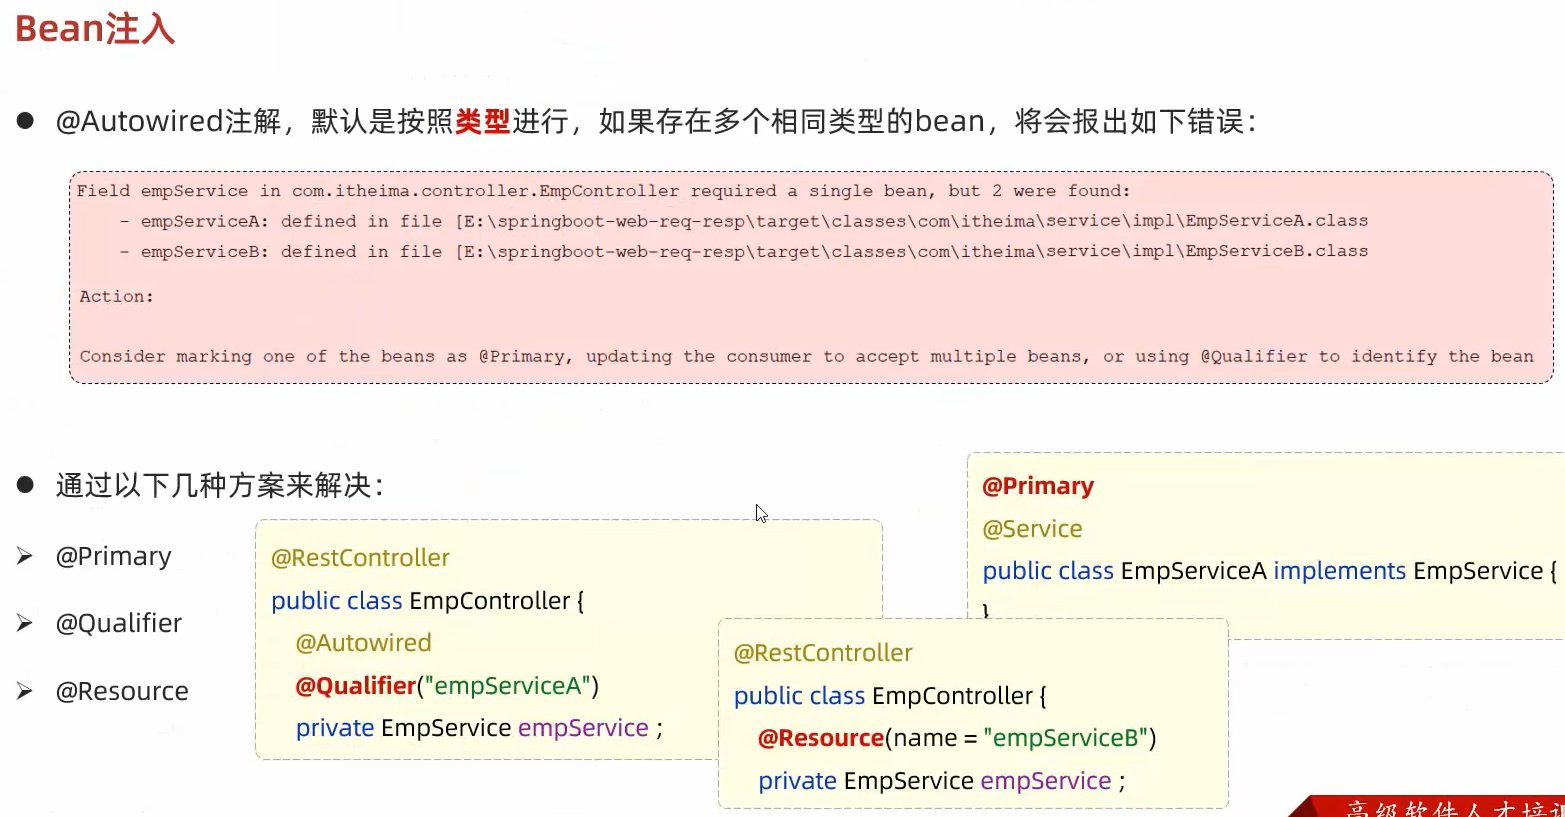 Bean注入
@Autowired注解，默认是按照类型进行，如果存在多个相同类型的bean，将会报出如下错误：
Field empService in com.itheima.controller.EmpController required a single bean, but 2 were found:
- empServiceA: defined in file [E:\springboot-web-req-resp\target\classes\com\itheima\service\impl\EmpServiceA.class
- empServiceB: defined in file [E:\springboot-web-req-resp\target\classes\com\itheima\service\impl\EmpServiceB.class
Action:
Consider marking one of the beans as @Primary, updating the consumer to accept multiple beans, or using @Qualifier to identify the bean
通过以下几种方案来解决：
@Primary
@Qualifier
@Resource
@RestController
public class EmpController {
@Autowired
@Qualifier("empServiceA")
private EmpService empService ;
@RestController
public class EmpController {
@Resource(name = "empServiceB")
private EmpService empService ;
@Primary
@Service
public class EmpServiceA implements EmpService {
}
高级软件人才培训